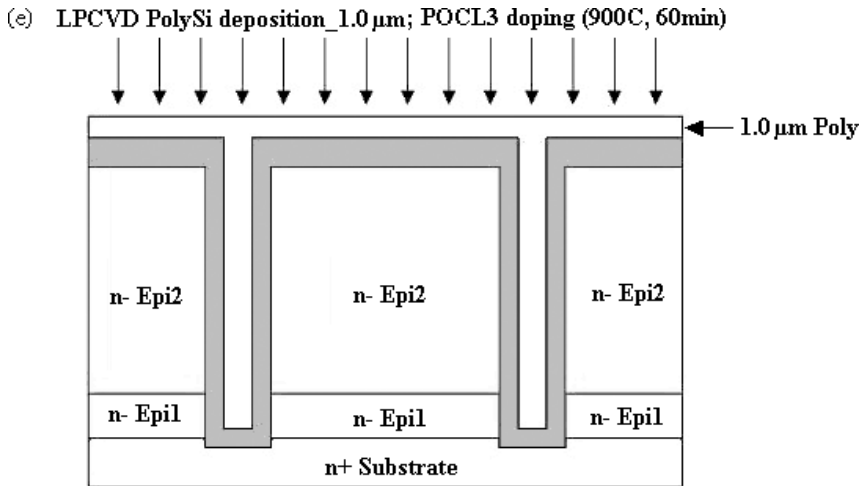 (e) LPCVD PolySi deposition_1.0 μm; POCL3 doping (900C, 60min)
1.0 μm Poly
n- Epi2 n- Epi2 n- Epi2
n- Epi1 n- Epi1 n- Epi1
n+ Substrate